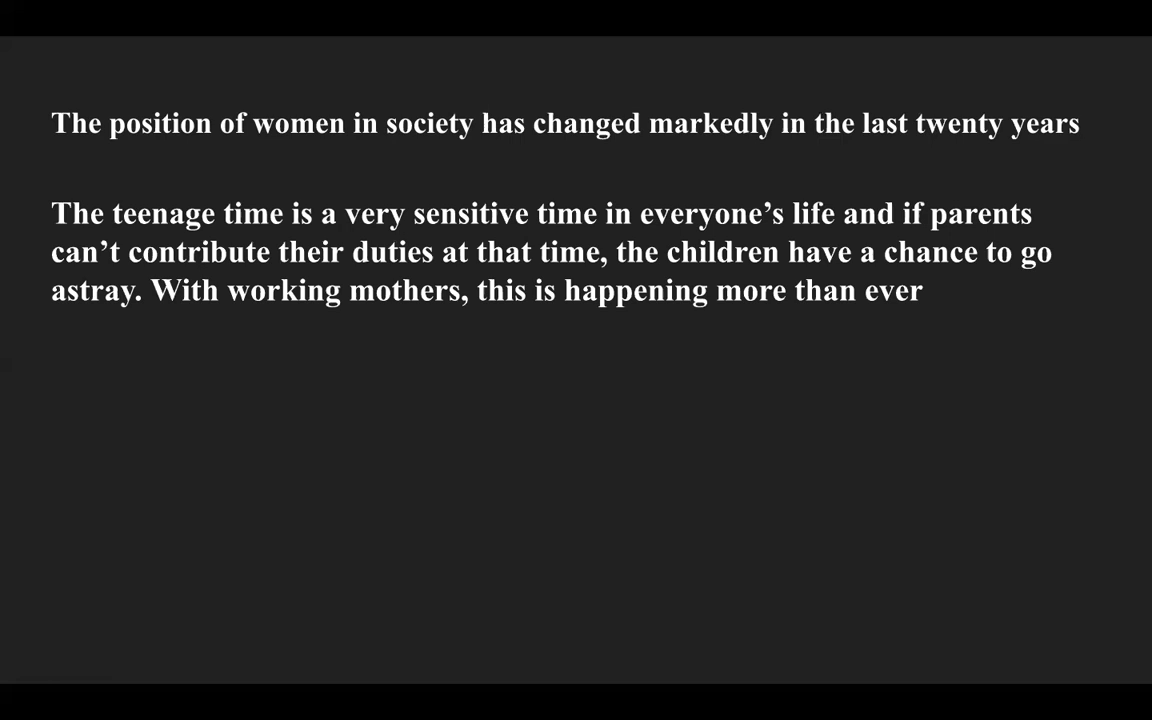 The position of women in society has changed markedly in the last twenty years
The teenage time is a very sensitive time in everyone’s life and if parents
can’t contribute their duties at that time, the children have a chance to go
astray. With working mothers, this is happening more than ever